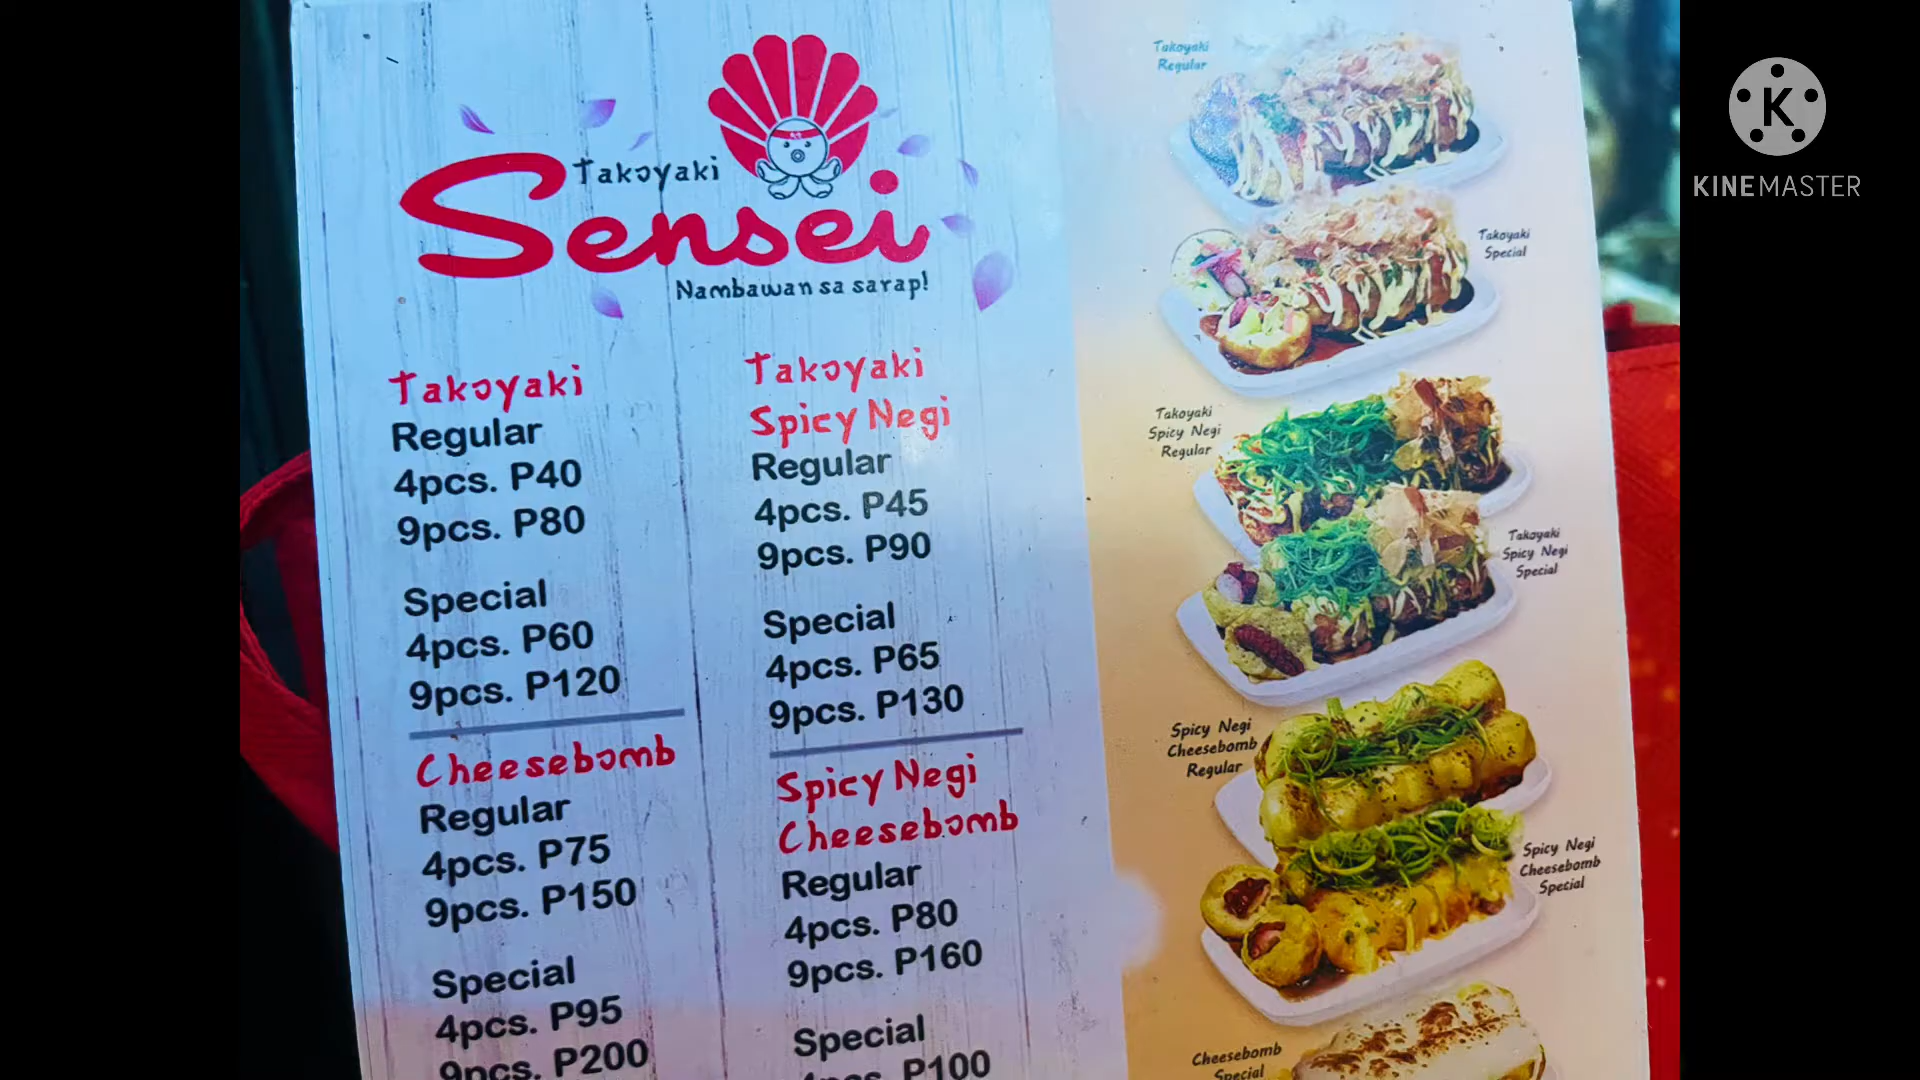 Takoyaki
Sensei
Nambawan sa sarap!
Takoyaki
Regular
4pcs. P40
9pcs. P80
Special
4pcs. P60
9pcs. P120
Cheesebomb
Regular
4pcs. P75
9pcs. P150
Special
4pcs. P95
9pcs. P200
Takoyaki
Spicy Negi
Regular
4pcs. P45
9pcs. P90
Special
4pcs. P65
9pcs. P130
Spicy Negi
Cheesebomb
Regular
4pcs. P80
9pcs. P160
Special
4pcs. P100
Takoyaki
Regular
Takoyaki
Special
Takoyaki
Spicy Negi
Regular
Takoyaki
Spicy Negi
Special
Spicy Negi
Cheesebomb
Regular
Spicy Negi
Cheesebomb
Special
Cheesebomb
Special
K
KINEMASTER